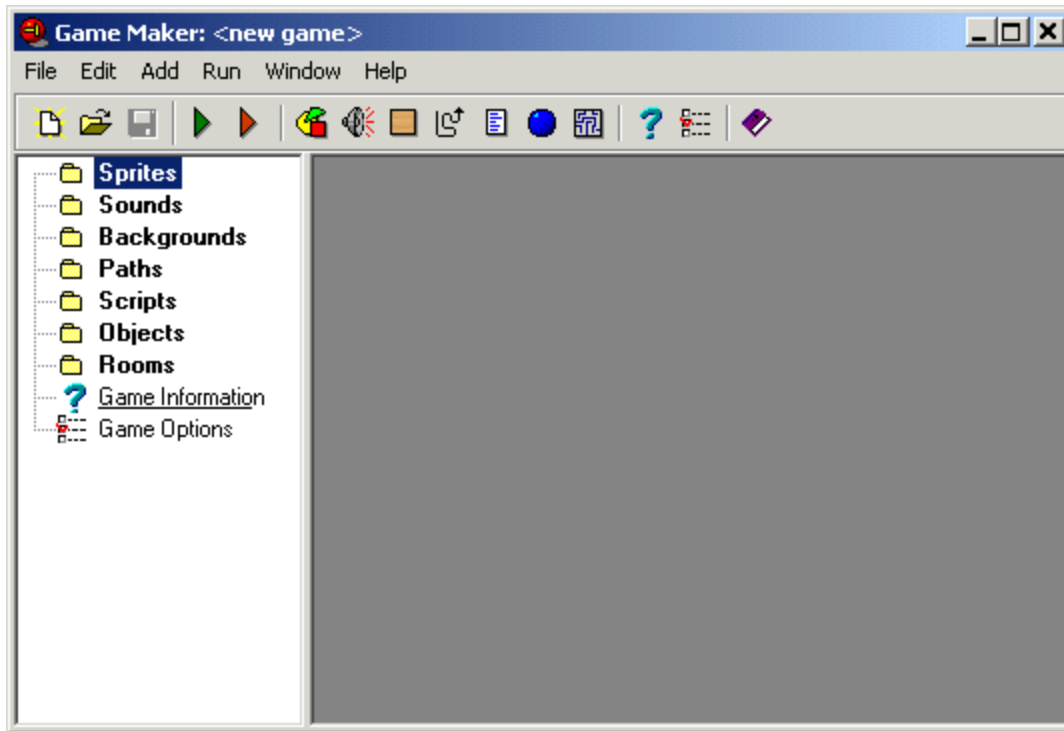 Game Maker: <new game>
File Edit Add Run Window Help
Sprites
Sounds
Backgrounds
Paths
Scripts
Objects
Rooms
Game Information
Game Options